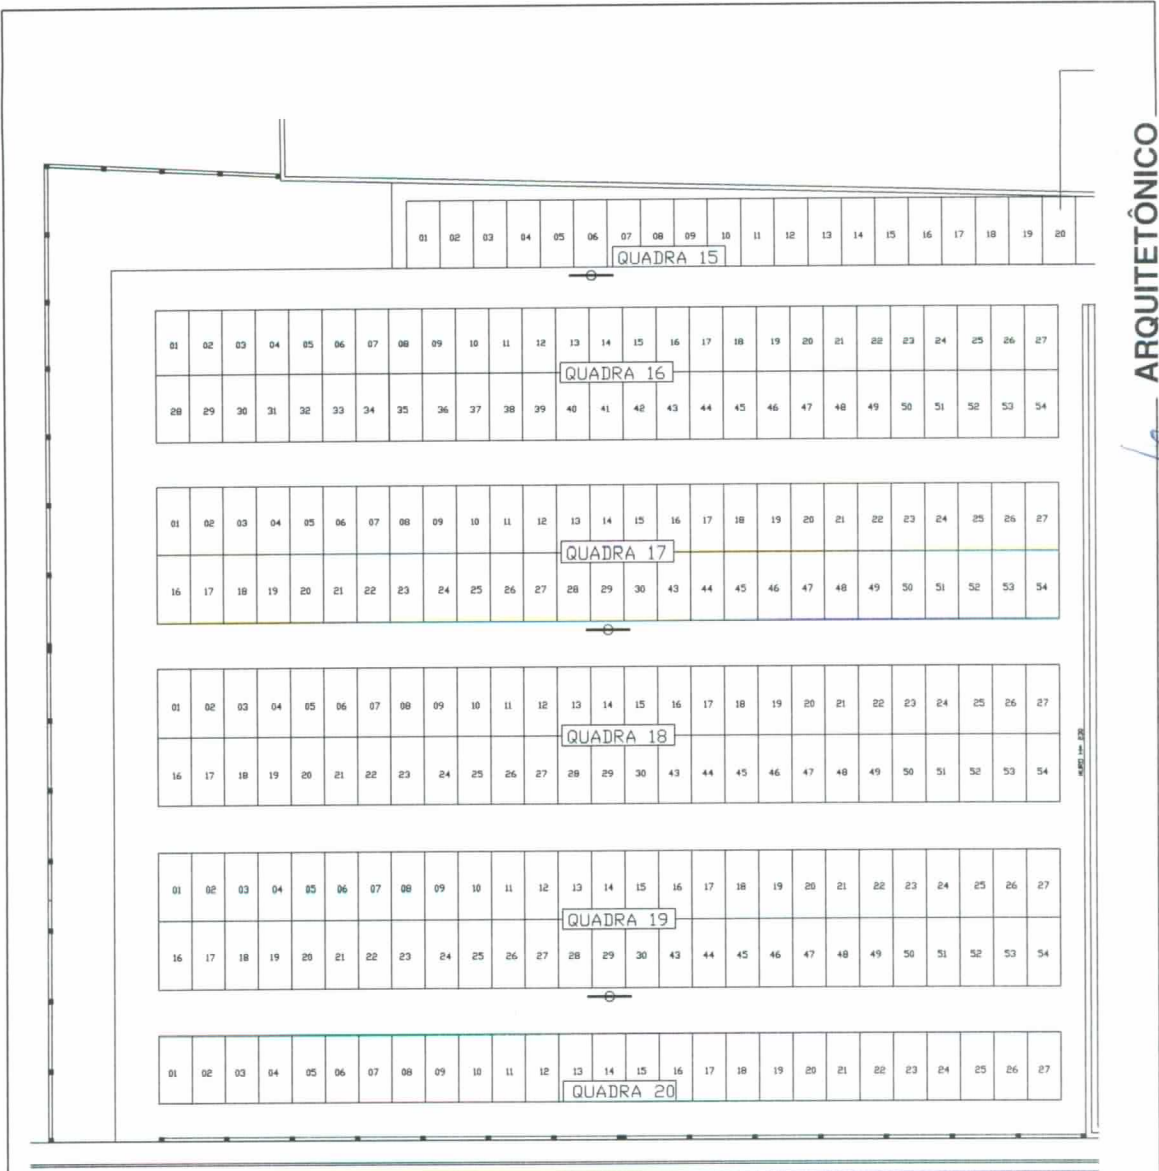 01 02 03 04 05 06 07 08 09 10 11 12 13 14 15 16 17 18 19 20
QUADRA 15
01 02 03 04 05 06 07 08 09 10 11 12 13 14 15 16 17 18 19 20 21 22 23 24 25 26 27
QUADRA 16
28 29 30 31 32 33 34 35 36 37 38 39 40 41 42 43 44 45 46 47 48 49 50 51 52 53 54
01 02 03 04 05 06 07 08 09 10 11 12 13 14 15 16 17 18 19 20 21 22 23 24 25 26 27
QUADRA 17
16 17 18 19 20 21 22 23 24 25 26 27 28 29 30 43 44 45 46 47 48 49 50 51 52 53 54
01 02 03 04 05 06 07 08 09 10 11 12 13 14 15 16 17 18 19 20 21 22 23 24 25 26 27
QUADRA 18
16 17 18 19 20 21 22 23 24 25 26 27 28 29 30 43 44 45 46 47 48 49 50 51 52 53 54
01 02 03 04 05 06 07 08 09 10 11 12 13 14 15 16 17 18 19 20 21 22 23 24 25 26 27
QUADRA 19
16 17 18 19 20 21 22 23 24 25 26 27 28 29 30 43 44 45 46 47 48 49 50 51 52 53 54
01 02 03 04 05 06 07 08 09 10 11 12 13 14 15 16 17 18 19 20 21 22 23 24 25 26 27
QUADRA 20
ARQUITETÔNICO